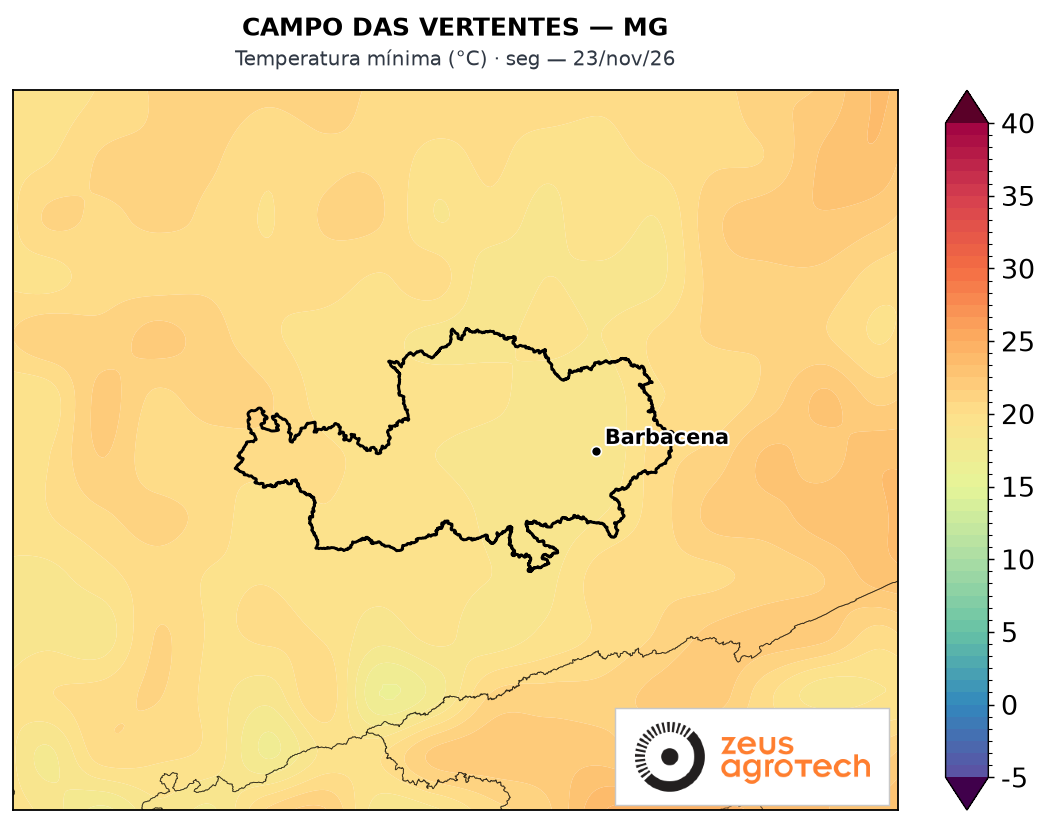 CAMPO DAS VERTENTES — MG
Temperatura mínima (°C) · seg — 23/nov/26
40
35
30
25
20
15
10
5
0
-5
Barbacena
zeus
agrotech